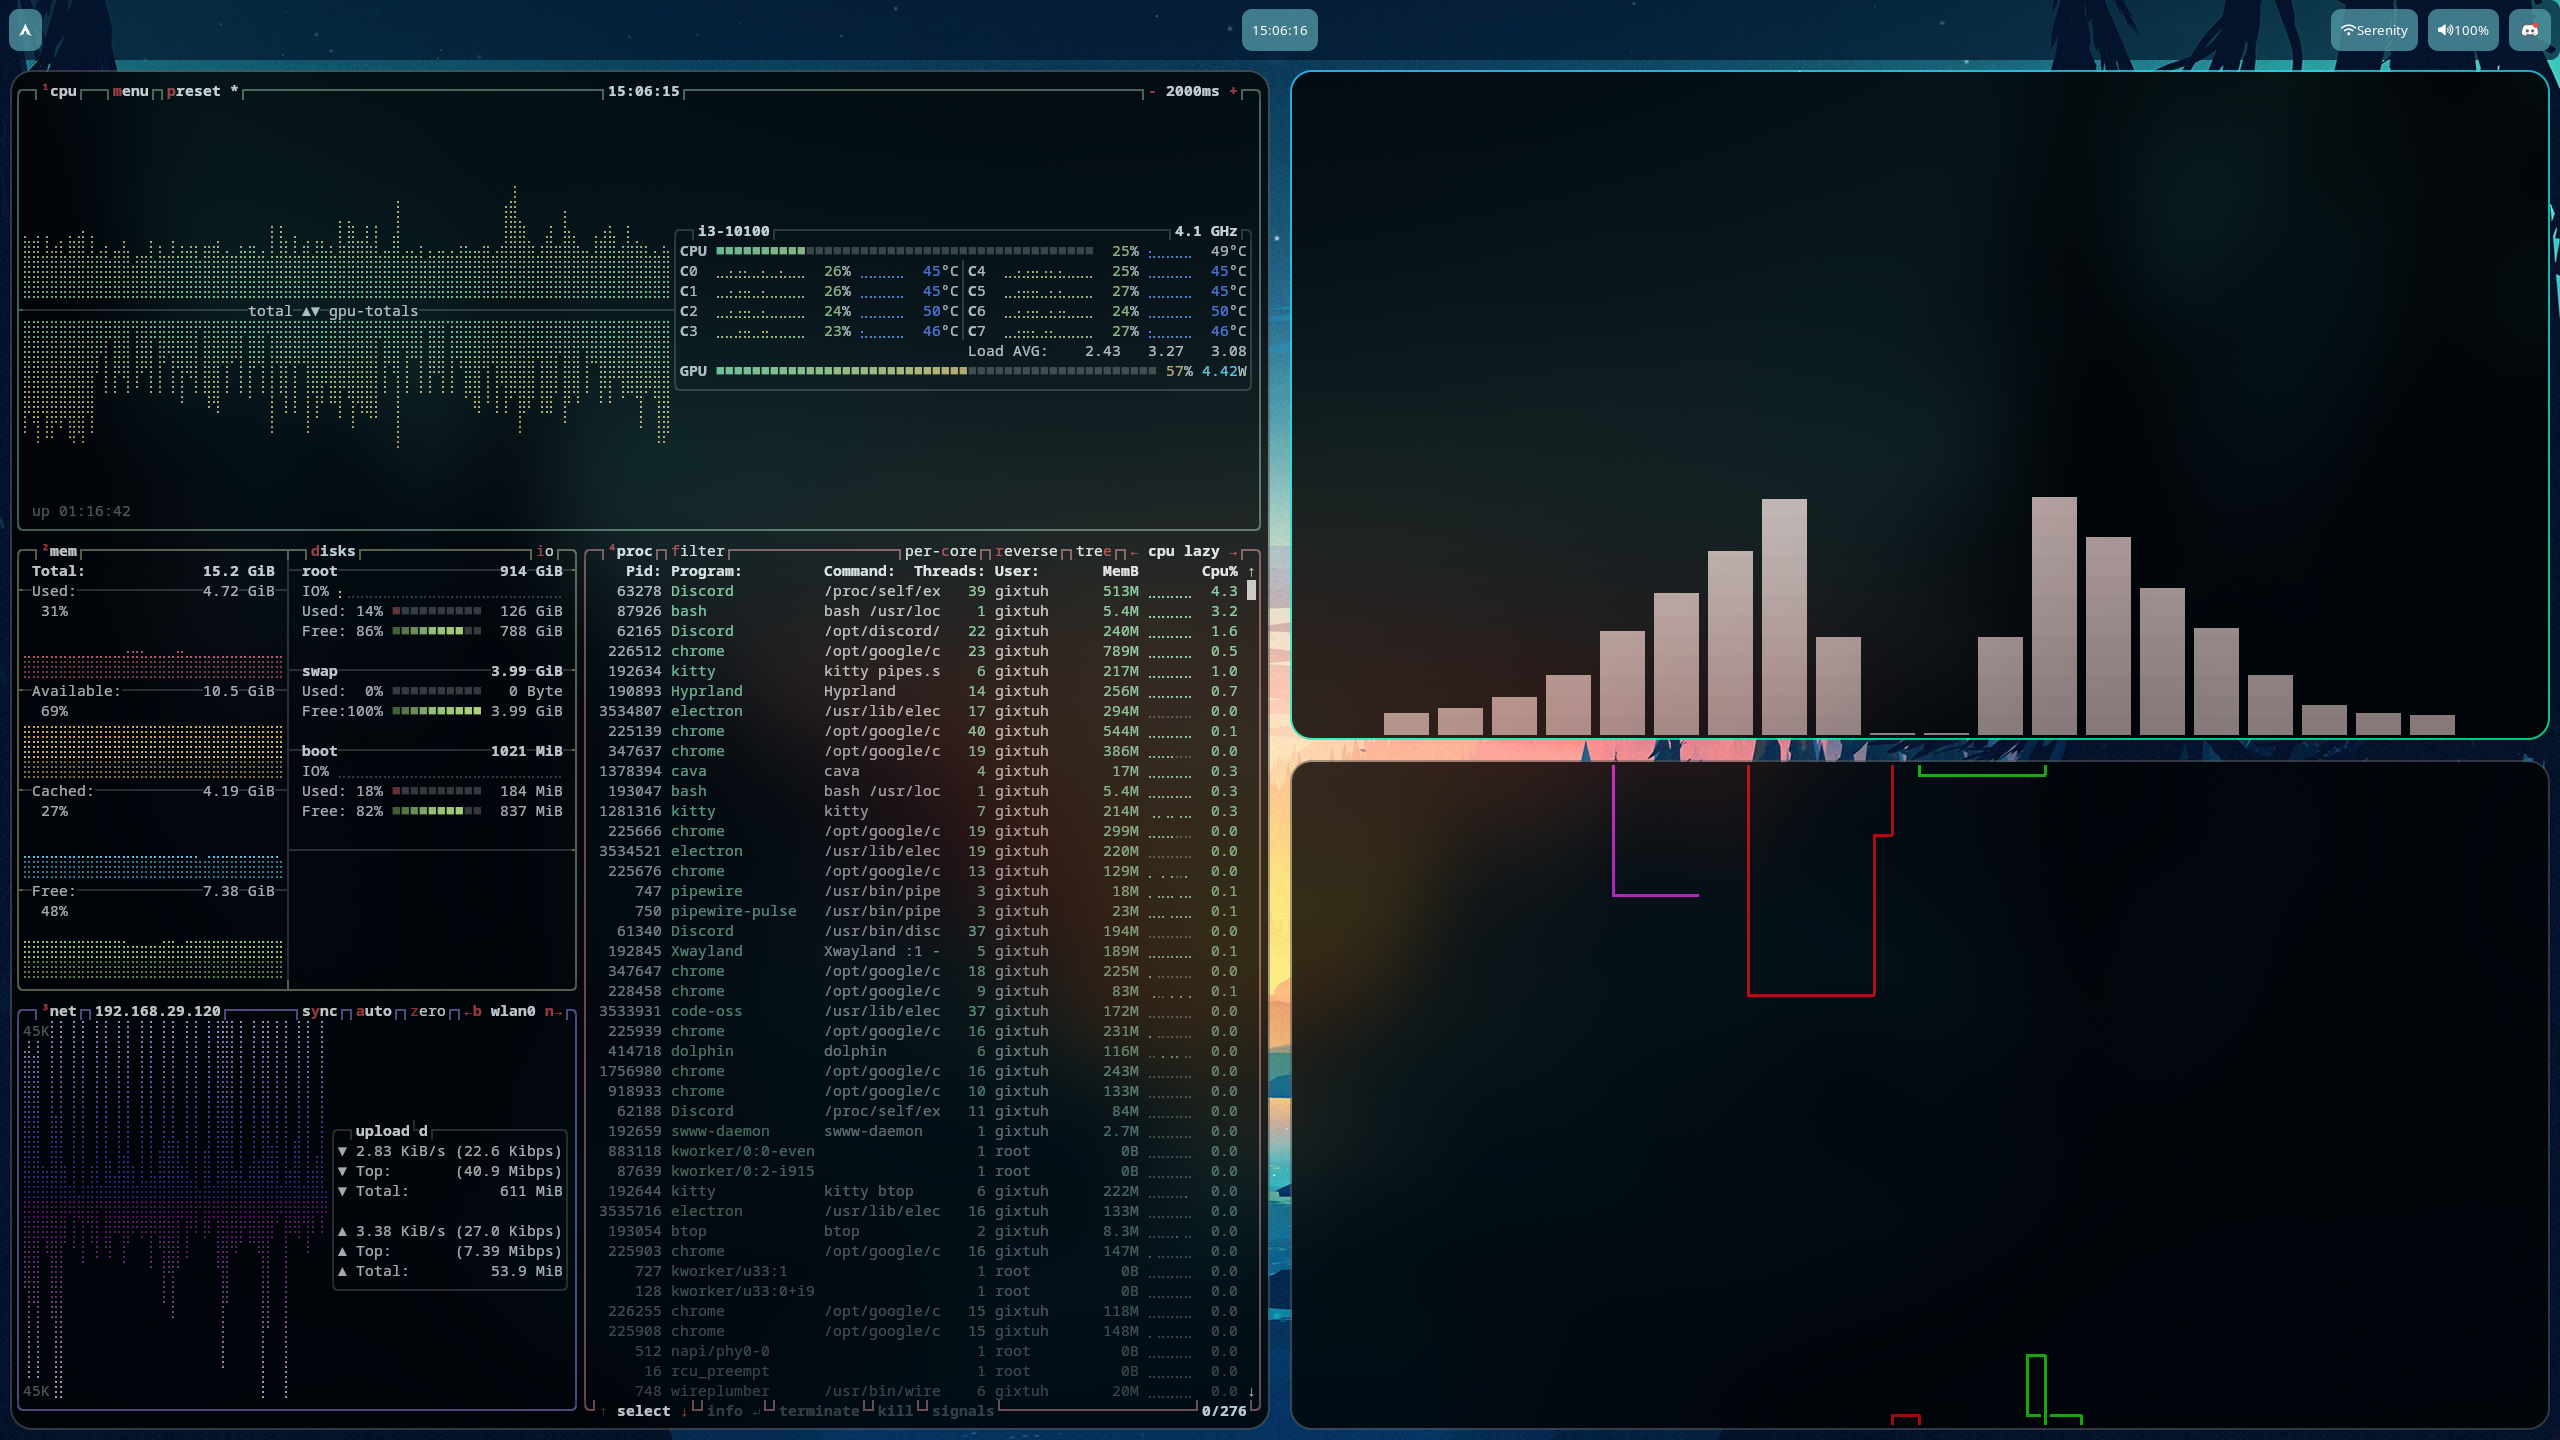 15:06:16
Serenity
100%
¹cpu menu preset * 15:06:15 - 2000ms +
i3-10100 4.1 GHz
CPU 25% 49°C
C0 26% 45°C C4 25% 45°C
C1 26% 45°C C5 27% 45°C
total ▲▼ gpu-totals
C2 24% 50°C C6 24% 50°C
C3 23% 46°C C7 27% 46°C
Load AVG: 2.43 3.27 3.08
GPU 57% 4.42W
up 01:16:42
²mem disks io
Total: 15.2 GiB
Used: 4.72 GiB
31%
Available: 10.5 GiB
69%
Cached: 4.19 GiB
27%
Free: 7.38 GiB
48%
root 914 GiB
IO%
Used: 14% 126 GiB
Free: 86% 788 GiB
swap 3.99 GiB
Used: 0% 0 Byte
Free:100% 3.99 GiB
boot 1021 MiB
IO%
Used: 18% 184 MiB
Free: 82% 837 MiB
³net 192.168.29.120 sync auto zero ←b wlan0 n→
45K
upload d
▼ 2.83 KiB/s (22.6 Kibps)
▼ Top: (40.9 Mibps)
▼ Total: 611 MiB
▲ 3.38 KiB/s (27.0 Kibps)
▲ Top: (7.39 Mibps)
▲ Total: 53.9 MiB
45K
⁴proc filter per-core reverse tree ← cpu lazy →
Pid: Program: Command: Threads: User: MemB Cpu% ↑
63278 Discord /proc/self/ex 39 gixtuh 513M 4.3
87926 bash bash /usr/loc 1 gixtuh 5.4M 3.2
62165 Discord /opt/discord/ 22 gixtuh 240M 1.6
226512 chrome /opt/google/c 23 gixtuh 789M 0.5
192634 kitty kitty pipes.s 6 gixtuh 217M 1.0
190893 Hyprland Hyprland 14 gixtuh 256M 0.7
3534807 electron /usr/lib/elec 17 gixtuh 294M 0.0
225139 chrome /opt/google/c 40 gixtuh 544M 0.1
347637 chrome /opt/google/c 19 gixtuh 386M 0.0
1378394 cava cava 4 gixtuh 17M 0.3
193047 bash bash /usr/loc 1 gixtuh 5.4M 0.3
1281316 kitty kitty 7 gixtuh 214M 0.3
225666 chrome /opt/google/c 19 gixtuh 299M 0.0
3534521 electron /usr/lib/elec 19 gixtuh 220M 0.0
225676 chrome /opt/google/c 13 gixtuh 129M 0.0
747 pipewire /usr/bin/pipe 3 gixtuh 18M 0.1
750 pipewire-pulse /usr/bin/pipe 3 gixtuh 23M 0.1
61340 Discord /usr/bin/disc 37 gixtuh 194M 0.0
192845 Xwayland Xwayland :1 - 5 gixtuh 189M 0.1
347647 chrome /opt/google/c 18 gixtuh 225M 0.0
228458 chrome /opt/google/c 9 gixtuh 83M 0.1
3533931 code-oss /usr/lib/elec 37 gixtuh 172M 0.0
225939 chrome /opt/google/c 16 gixtuh 231M 0.0
414718 dolphin dolphin 6 gixtuh 116M 0.0
1756980 chrome /opt/google/c 16 gixtuh 243M 0.0
918933 chrome /opt/google/c 10 gixtuh 133M 0.0
62188 Discord /proc/self/ex 11 gixtuh 84M 0.0
192659 swww-daemon swww-daemon 1 gixtuh 2.7M 0.0
883118 kworker/0:0-even 1 root 0B 0.0
87639 kworker/0:2-i915 1 root 0B 0.0
192644 kitty kitty btop 6 gixtuh 222M 0.0
3535716 electron /usr/lib/elec 16 gixtuh 133M 0.0
193054 btop btop 2 gixtuh 8.3M 0.0
225903 chrome /opt/google/c 16 gixtuh 147M 0.0
727 kworker/u33:1 1 root 0B 0.0
128 kworker/u33:0+i9 1 root 0B 0.0
226255 chrome /opt/google/c 15 gixtuh 118M 0.0
225908 chrome /opt/google/c 15 gixtuh 148M 0.0
512 napi/phy0-0 1 root 0B 0.0
16 rcu_preempt 1 root 0B 0.0
748 wireplumber /usr/bin/wire 6 gixtuh 20M 0.0 ↓
↑ select ↓ info ↵ terminate kill signals 0/276